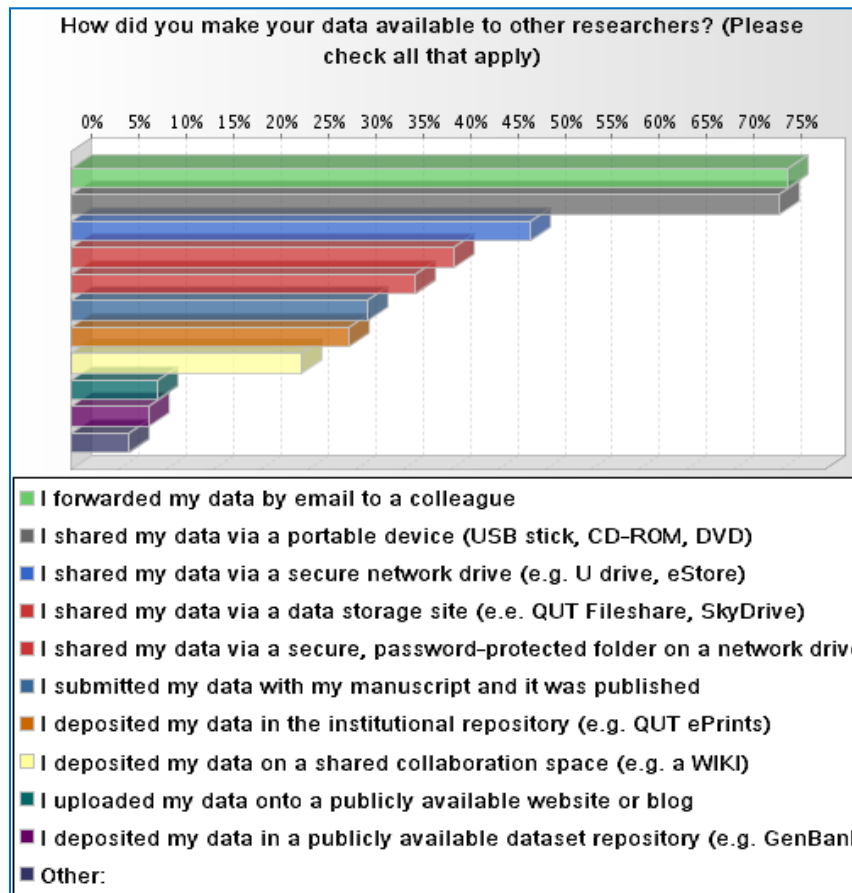 How did you make your data available to other researchers? (Please
check all that apply)
0% 5% 10% 15% 20% 25% 30% 35% 40% 45% 50% 55% 60% 65% 70% 75%
I forwarded my data by email to a colleague
I shared my data via a portable device (USB stick, CD-ROM, DVD)
I shared my data via a secure network drive (e.g. U drive, eStore)
I shared my data via a data storage site (e.e. QUT Fileshare, SkyDrive)
I shared my data via a secure, password-protected folder on a network drive
I submitted my data with my manuscript and it was published
I deposited my data in the institutional repository (e.g. QUT ePrints)
I deposited my data on a shared collaboration space (e.g. a WIKI)
I uploaded my data onto a publicly available website or blog
I deposited my data in a publicly available dataset repository (e.g. GenBank
Other: